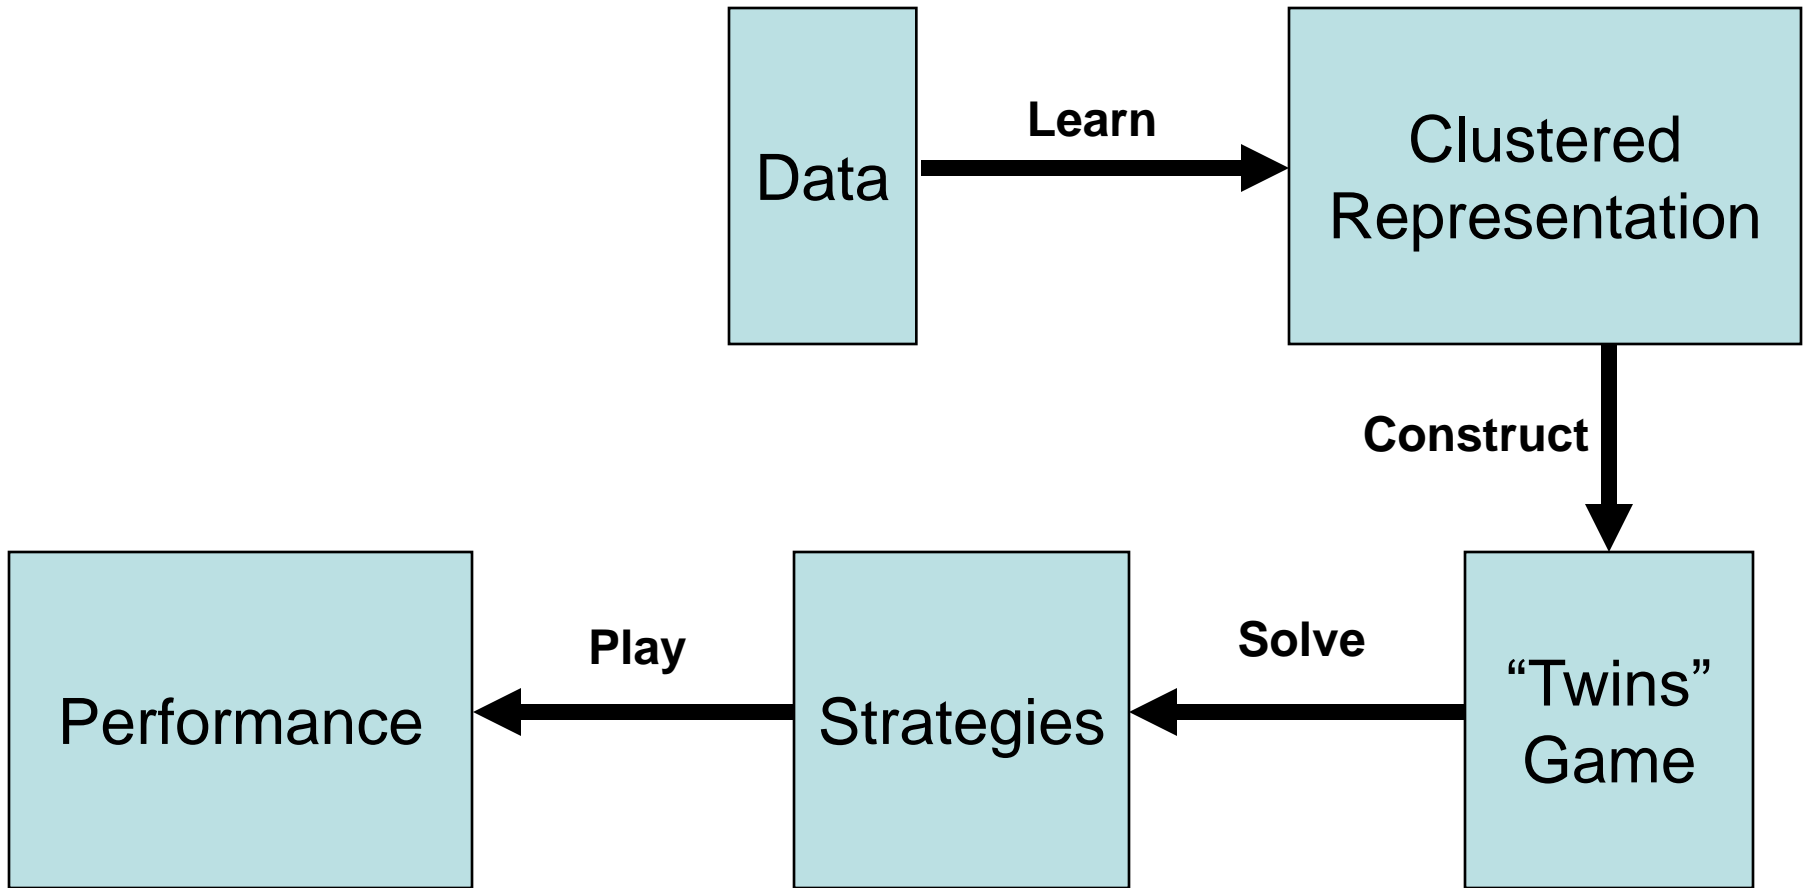 Data
Learn
Clustered
Representation
Construct
“Twins”
Game
Solve
Strategies
Play
Performance